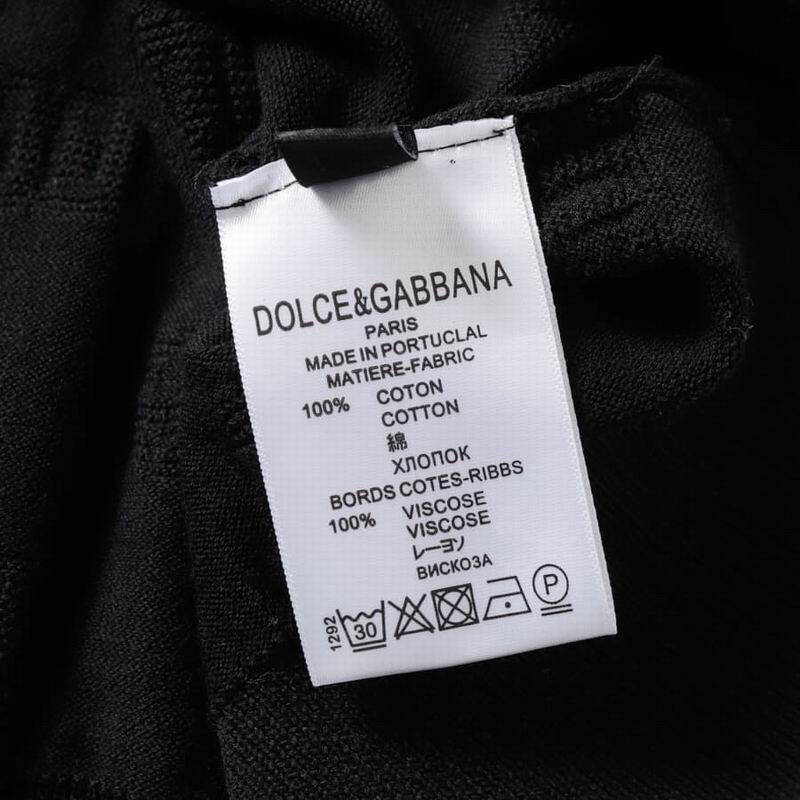 DOLCE&GABBANA
PARIS
MADE IN PORTUCLAL
MATIERE-FABRIC
100% COTON
COTTON
綿
ХЛОПОК
BORDS COTES-RIBBS
100% VISCOSE
VISCOSE
レーヨン
ВИСКОЗА
1292 30 P